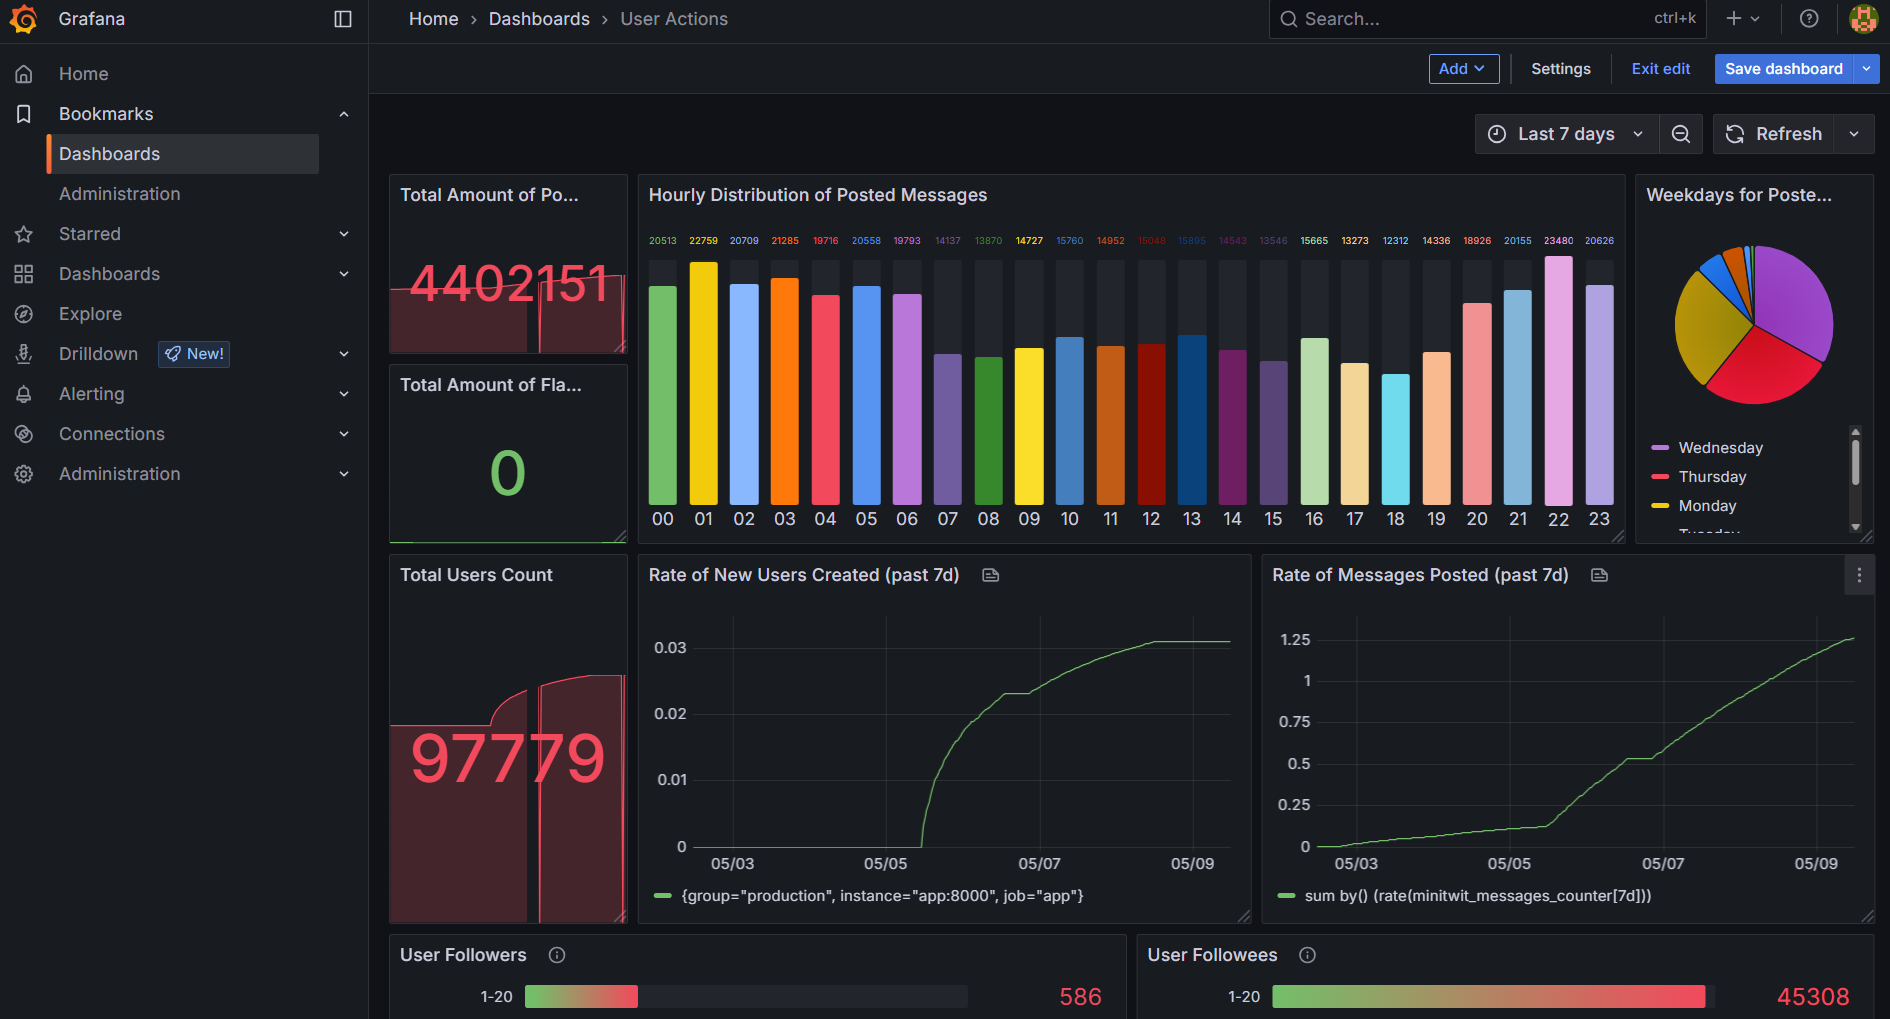 Grafana
Home › Dashboards › User Actions
Search... ctrl+k
Home
Bookmarks
Dashboards
Administration
Starred
Dashboards
Explore
Drilldown New!
Alerting
Connections
Administration
Add Settings Exit edit Save dashboard
Last 7 days Refresh
Total Amount of Po...
4402151
Total Amount of Fla...
0
Hourly Distribution of Posted Messages
20513 22759 20709 21285 19716 20558 19793 14137 13870 14727 15760 14952 15048 15895 14543 13546 15665 13273 12312 14336 18926 20155 23480 20626
00 01 02 03 04 05 06 07 08 09 10 11 12 13 14 15 16 17 18 19 20 21 22 23
Weekdays for Poste...
Wednesday
Thursday
Monday
Tuesday
Total Users Count
97779
Rate of New Users Created (past 7d)
0.03
0.02
0.01
0
05/03 05/05 05/07 05/09
{group="production", instance="app:8000", job="app"}
Rate of Messages Posted (past 7d)
1.25
1
0.75
0.5
0.25
0
05/03 05/05 05/07 05/09
sum by() (rate(minitwit_messages_counter[7d]))
User Followers
1-20 586
User Followees
1-20 45308